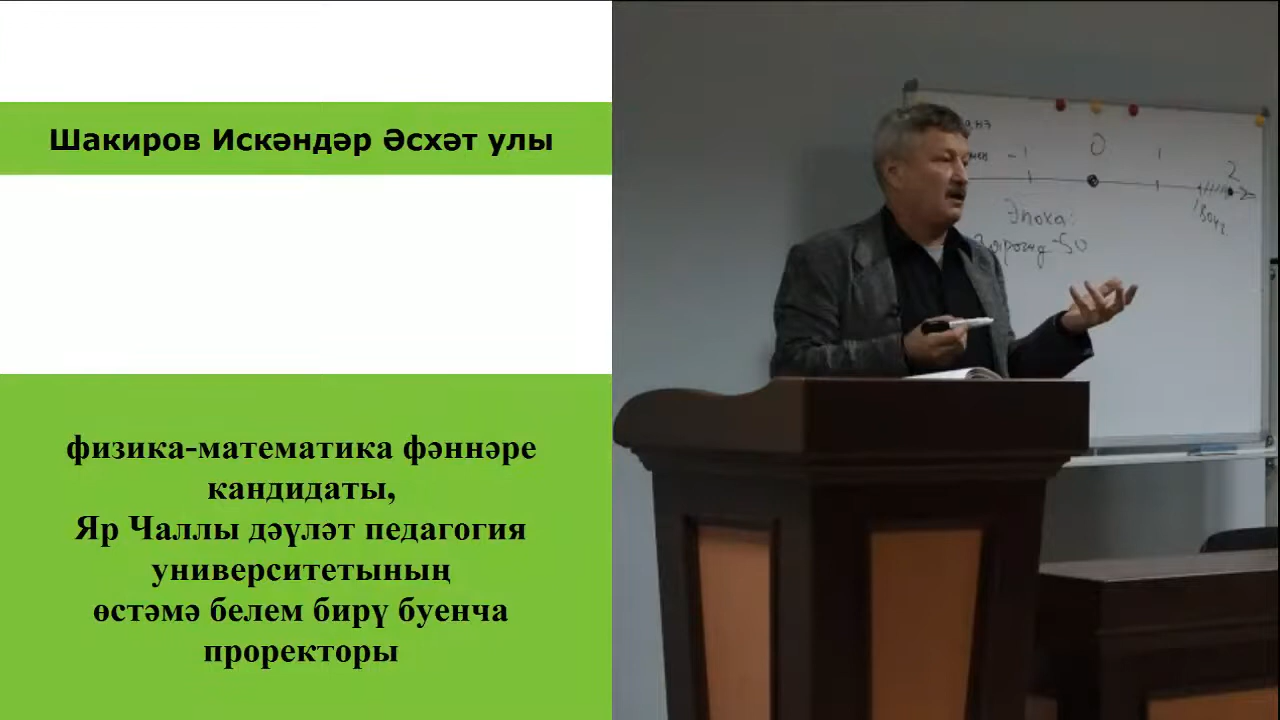 Шакиров Искәндәр Әсхәт улы
физика-математика фәннәре
кандидаты,
Яр Чаллы дәүләт педагогия
университетының
өстәмә белем бирү буенча
проректоры
-1 0 1 2
Эпоха:
50